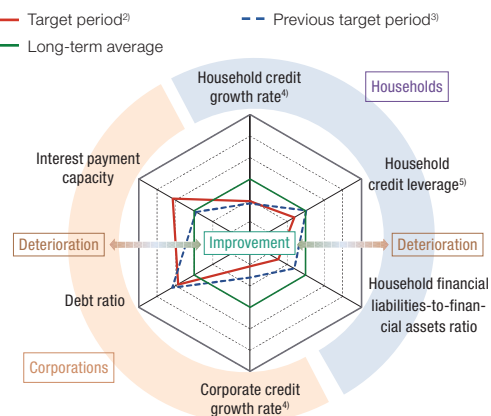 Target period2)
Previous target period3)
Long-term average
Household credit
growth rate4)
Households
Interest payment
capacity
Household
credit leverage5)
Deterioration
Improvement
Deterioration
Debt ratio
Household financial
liabilities-to-finan-
cial assets ratio
Corporations
Corporate credit
growth rate4)